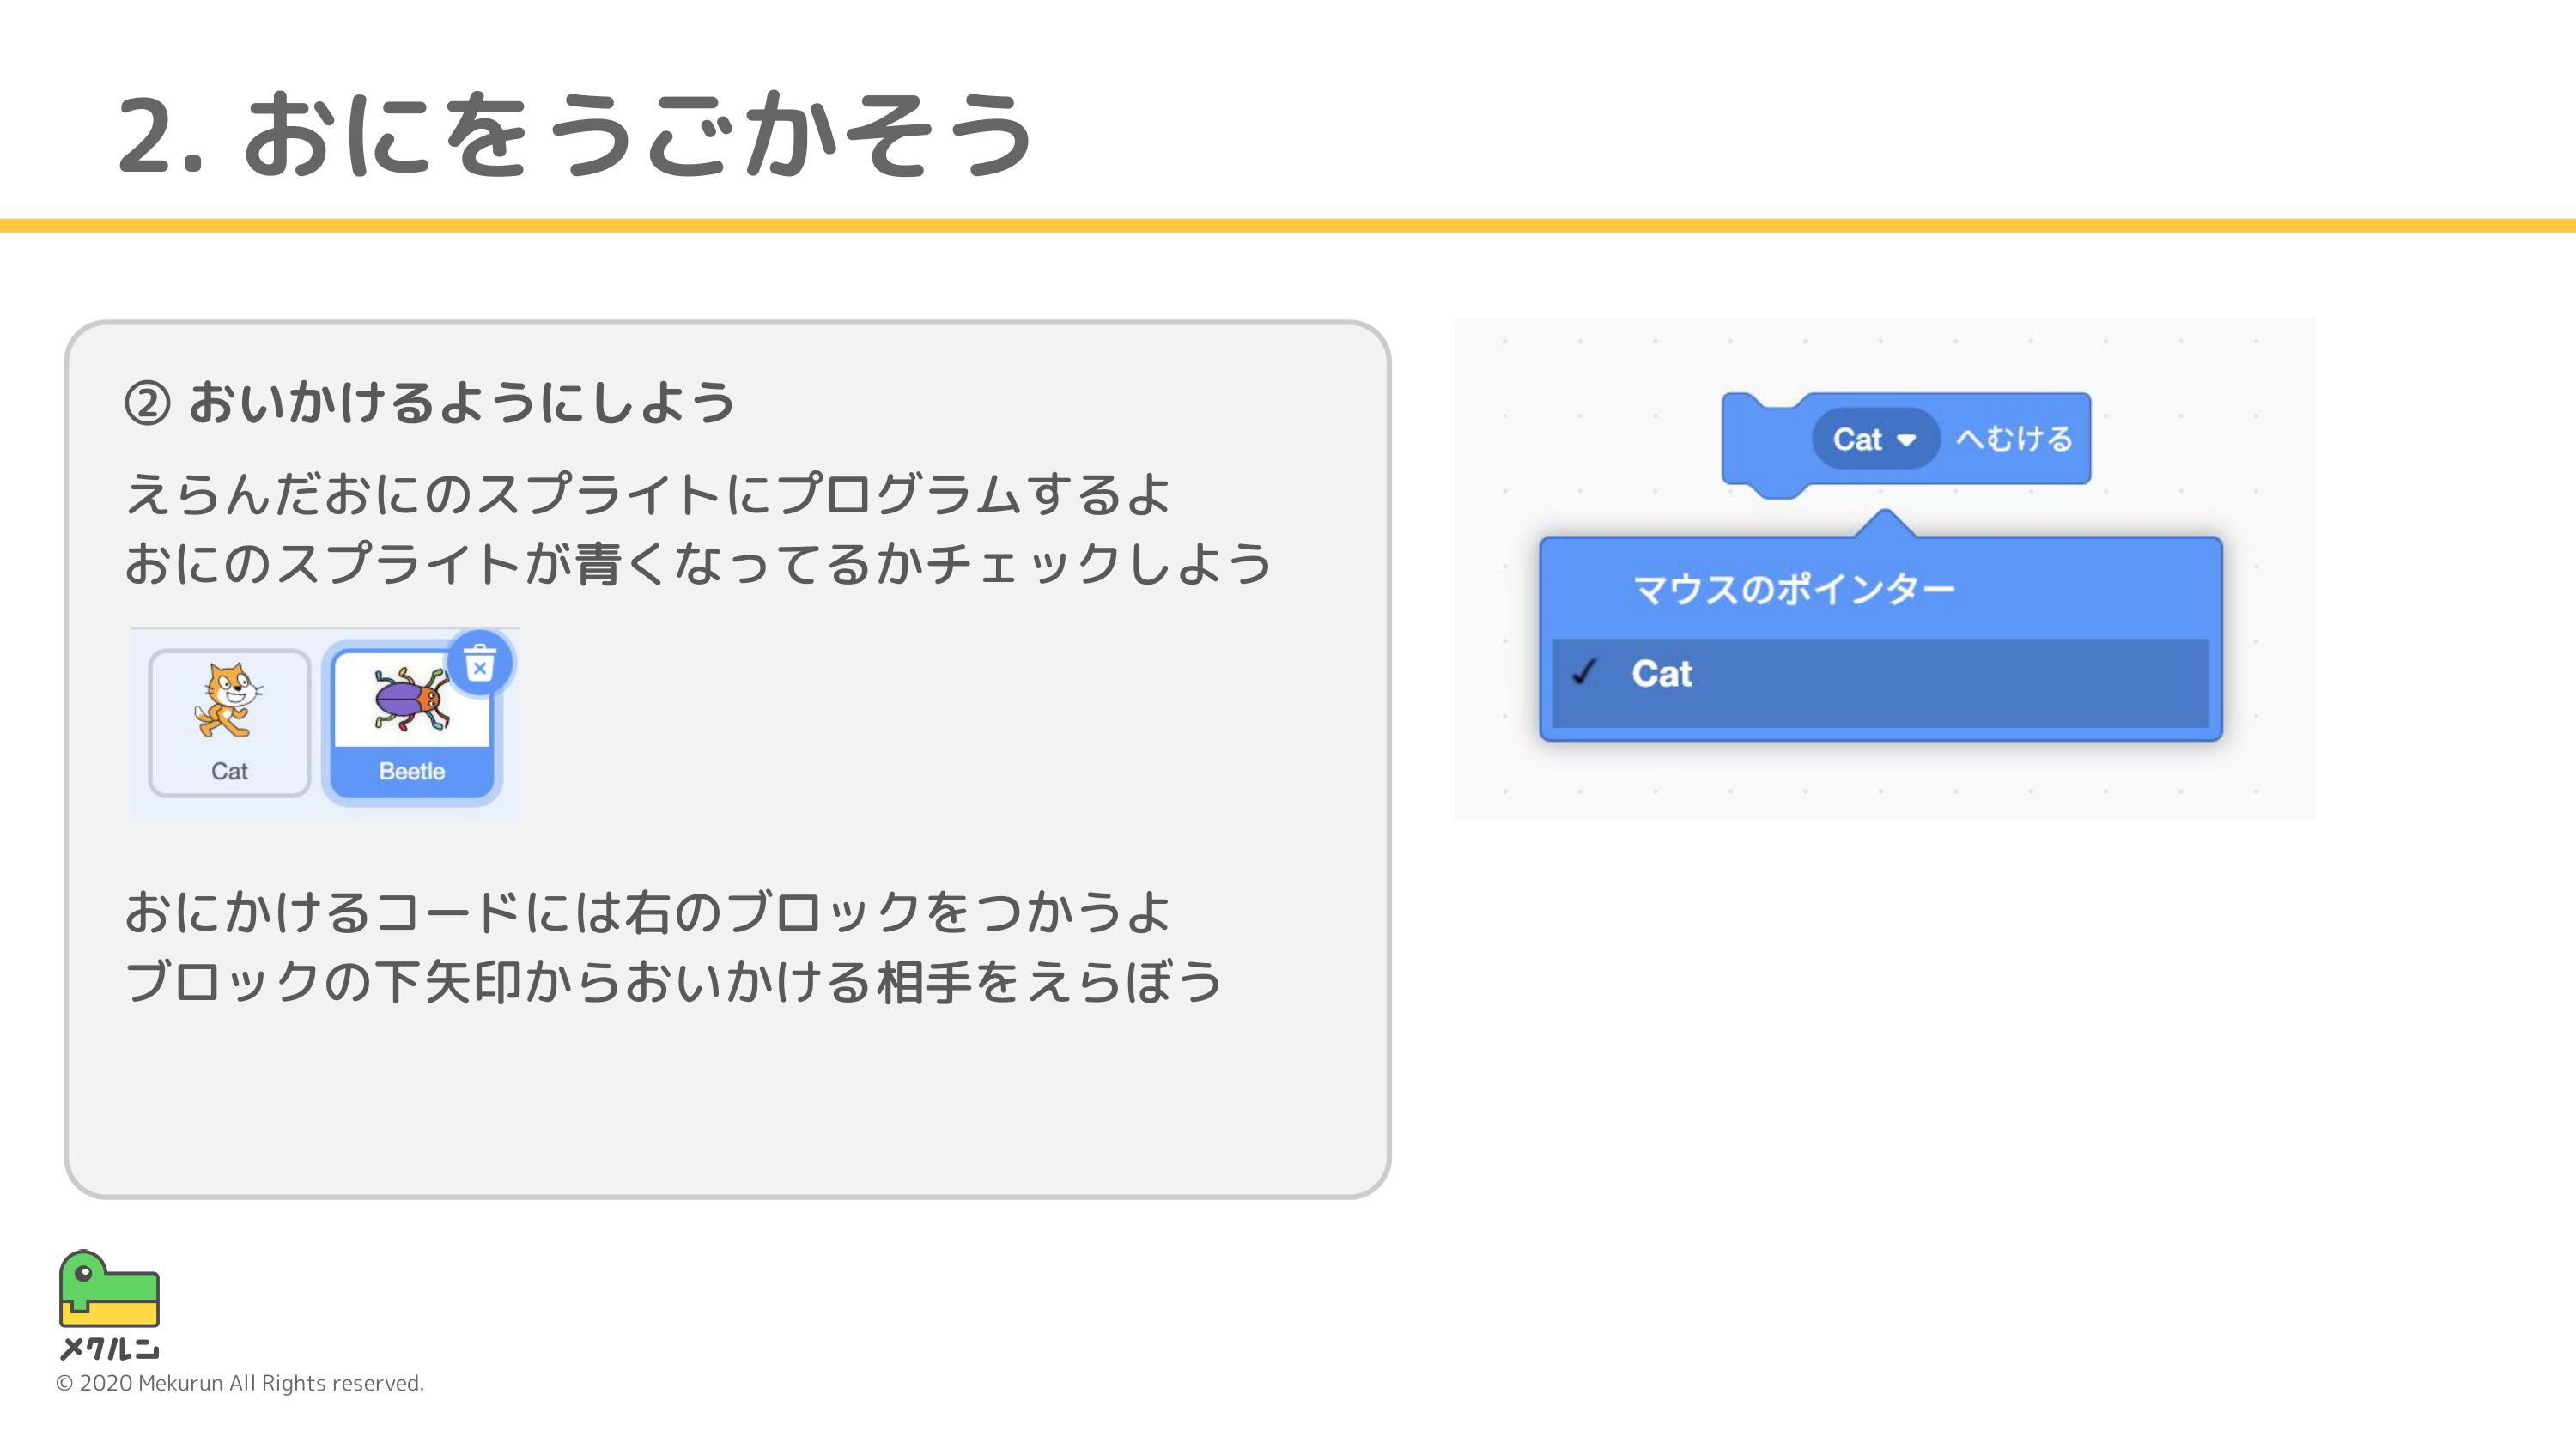 2. おにをうごかそう
② おいかけるようにしよう
えらんだおにのスプライトにプログラムするよ
おにのスプライトが青くなってるかチェックしよう
Cat
Beetle
おにかけるコードには右のブロックをつかうよ
ブロックの下矢印からおいかける相手をえらぼう
Cat へむける
マウスのポインター
✓ Cat
メクルン
© 2020 Mekurun All Rights reserved.